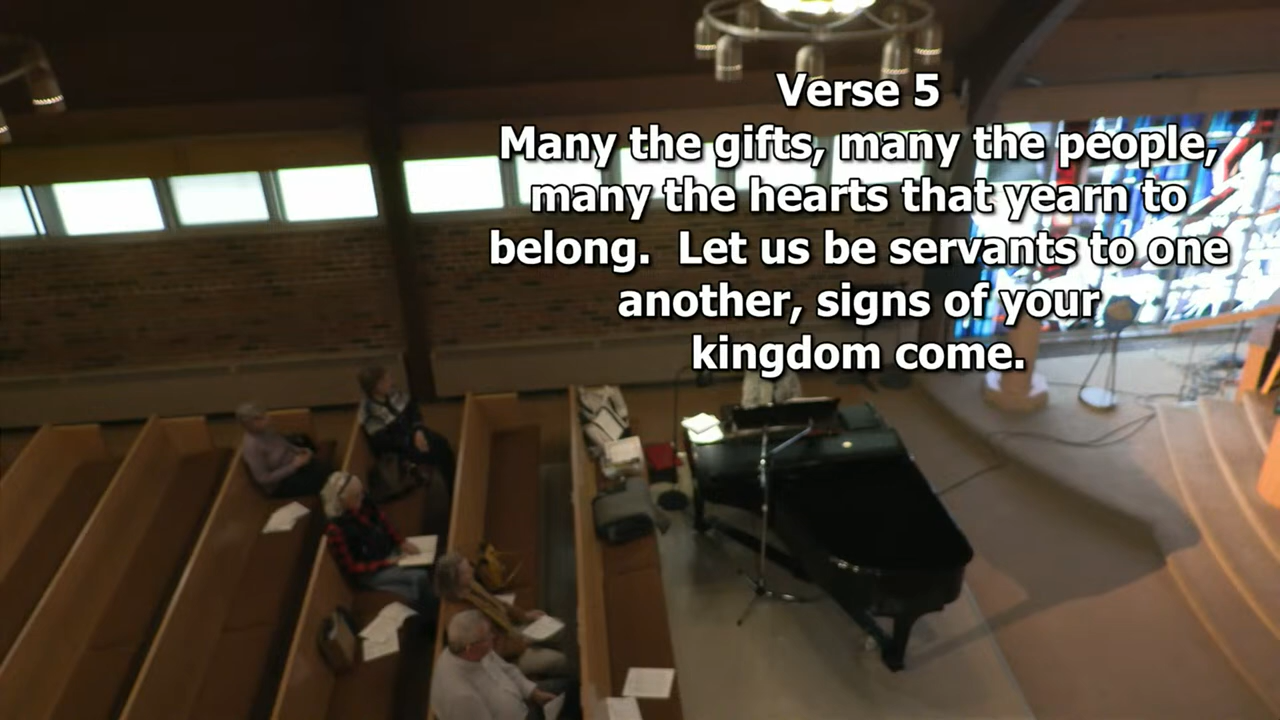 Verse 5
Many the gifts, many the people,
many the hearts that yearn to
belong.  Let us be servants to one
another, signs of your
kingdom come.